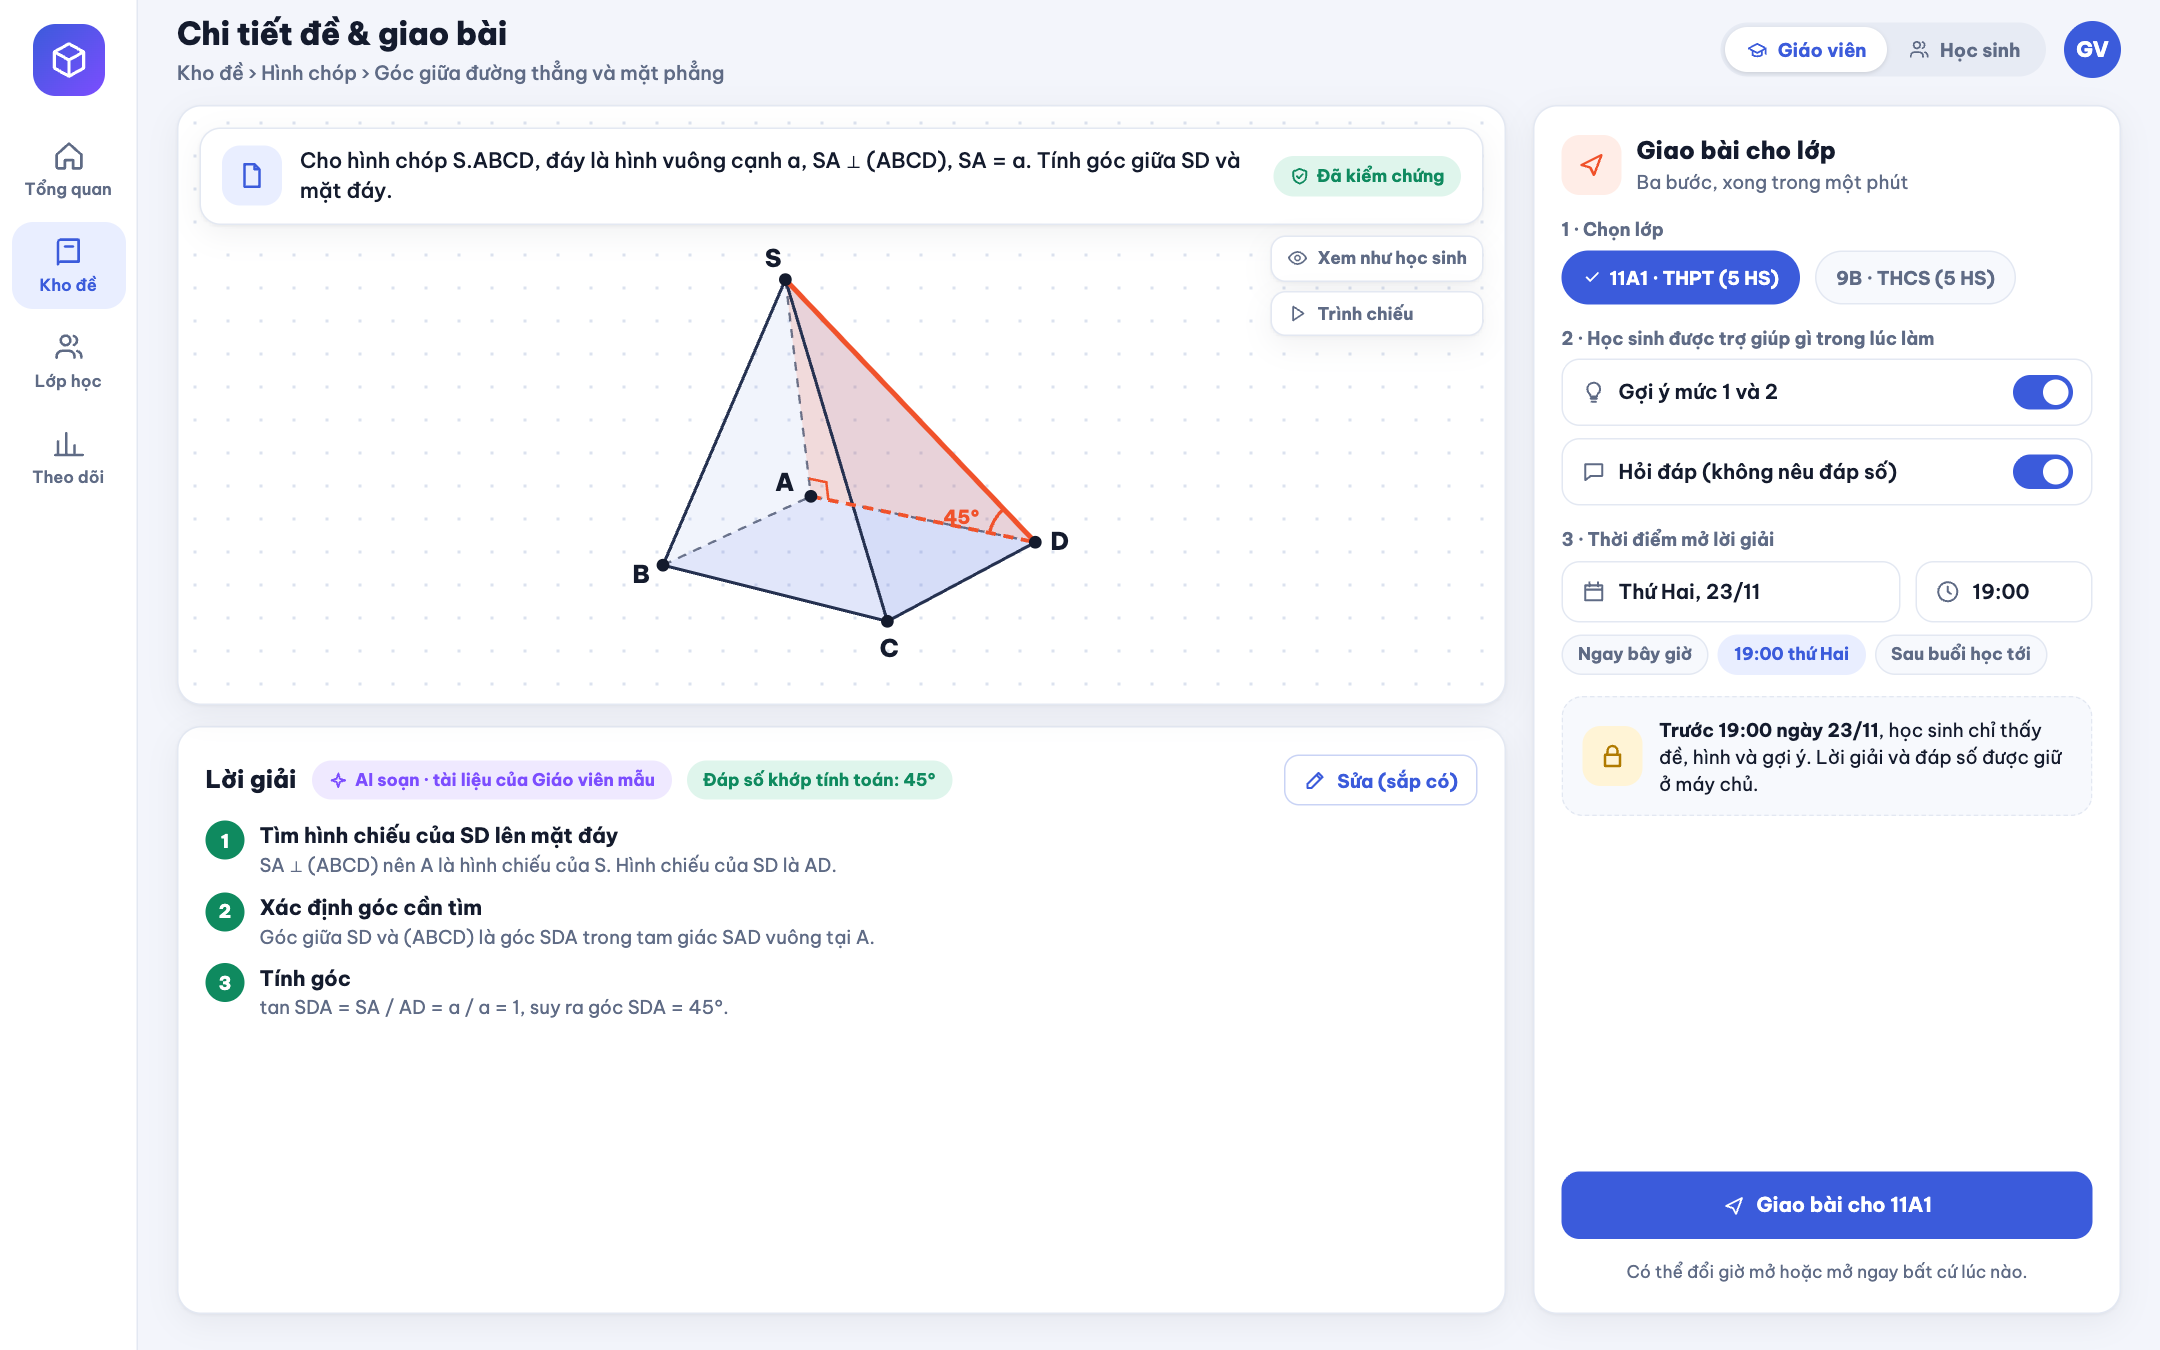 Chi tiết đề & giao bài
Kho đề › Hình chóp › Góc giữa đường thẳng và mặt phẳng
Giáo viên
Học sinh
GV
Tổng quan
Kho đề
Lớp học
Theo dõi
Cho hình chóp S.ABCD, đáy là hình vuông cạnh a, SA ⊥ (ABCD), SA = a. Tính góc giữa SD và
mặt đáy.
Đã kiểm chứng
Xem như học sinh
Trình chiếu
S
A
45°
D
B
C
Lời giải
AI soạn · tài liệu của Giáo viên mẫu
Đáp số khớp tính toán: 45°
Sửa (sắp có)
1
Tìm hình chiếu của SD lên mặt đáy
SA ⊥ (ABCD) nên A là hình chiếu của S. Hình chiếu của SD là AD.
2
Xác định góc cần tìm
Góc giữa SD và (ABCD) là góc SDA trong tam giác SAD vuông tại A.
3
Tính góc
tan SDA = SA / AD = a / a = 1, suy ra góc SDA = 45°.
Giao bài cho lớp
Ba bước, xong trong một phút
1 · Chọn lớp
11A1 · THPT (5 HS)
9B · THCS (5 HS)
2 · Học sinh được trợ giúp gì trong lúc làm
Gợi ý mức 1 và 2
Hỏi đáp (không nêu đáp số)
3 · Thời điểm mở lời giải
Thứ Hai, 23/11
19:00
Ngay bây giờ
19:00 thứ Hai
Sau buổi học tới
Trước 19:00 ngày 23/11, học sinh chỉ thấy
đề, hình và gợi ý. Lời giải và đáp số được giữ
ở máy chủ.
Giao bài cho 11A1
Có thể đổi giờ mở hoặc mở ngay bất cứ lúc nào.